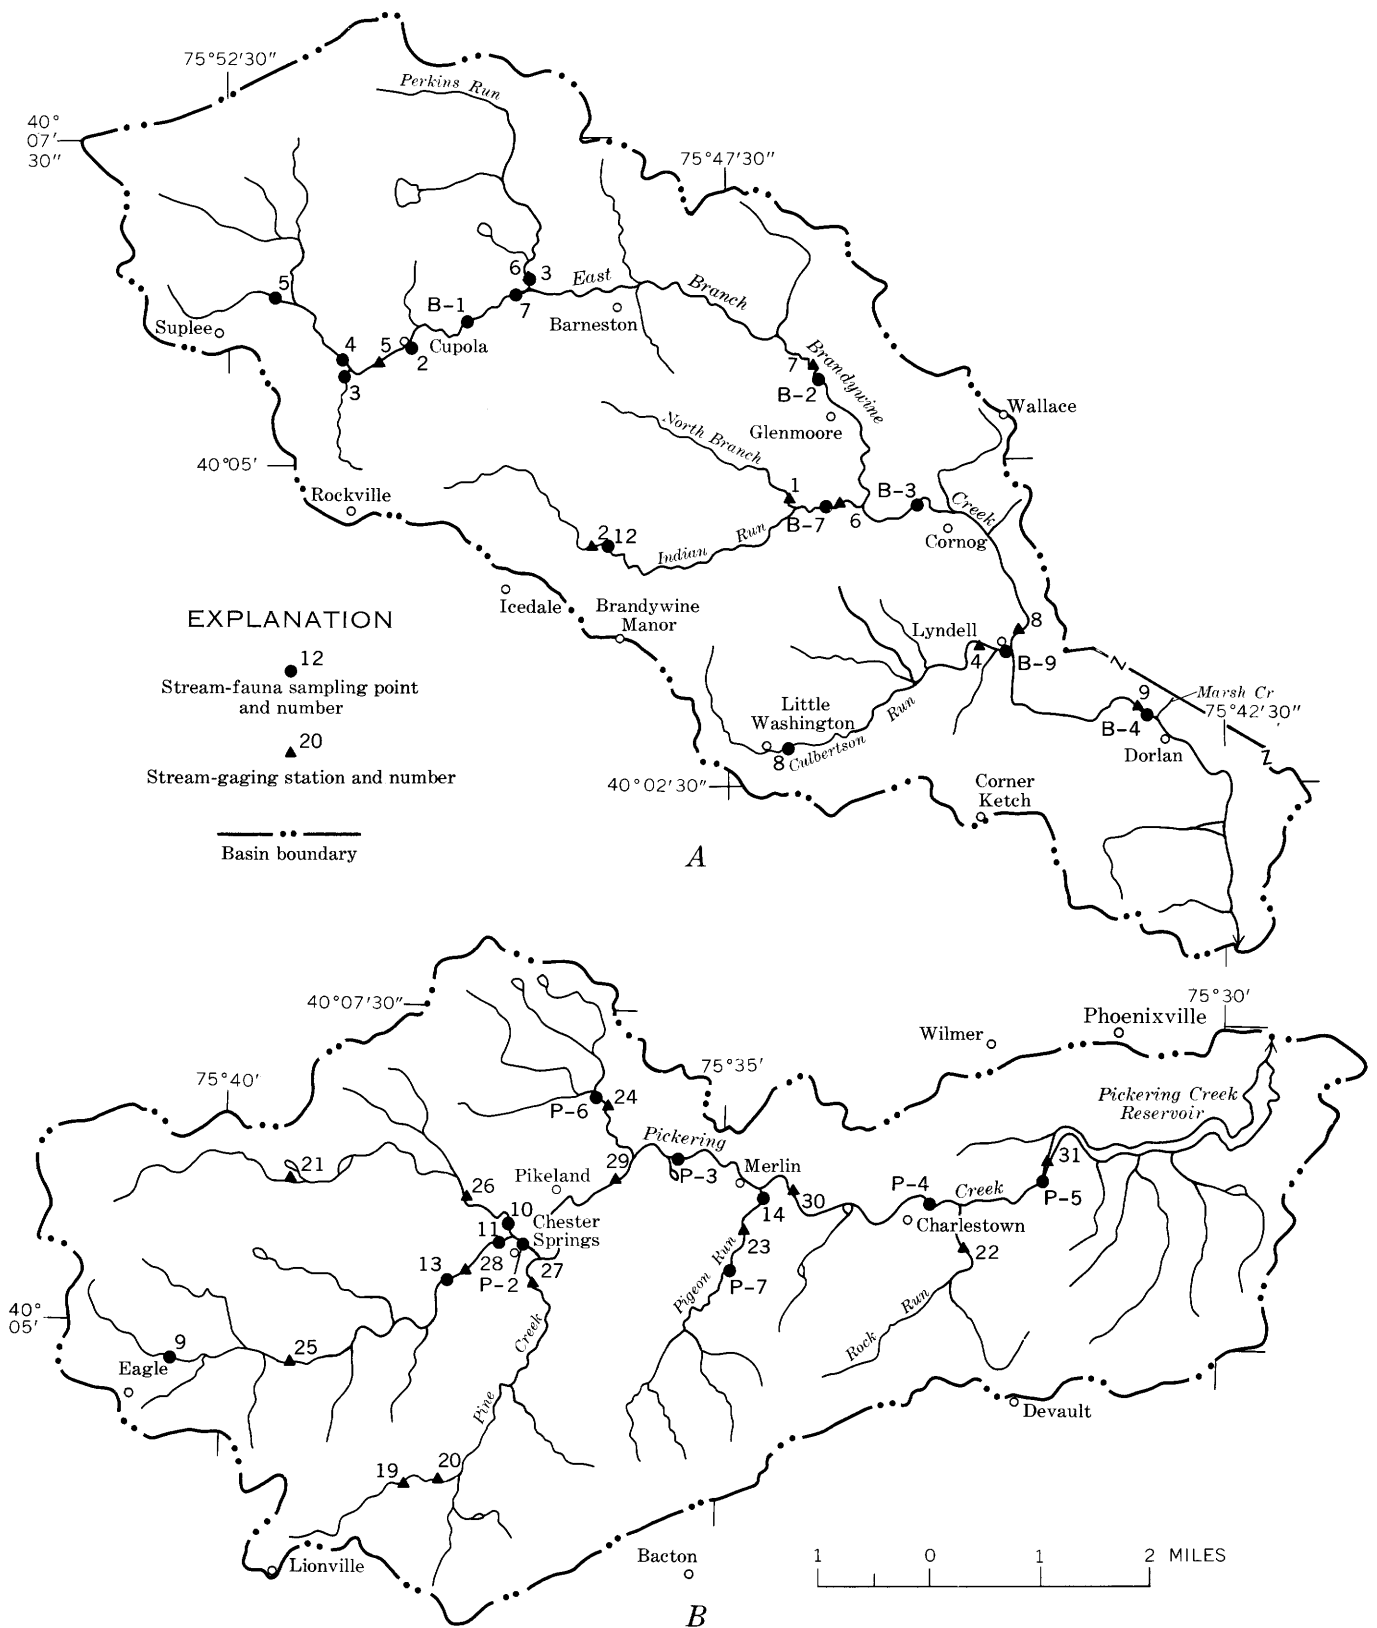 75°52'30"
Perkins Run
40°
07'
30"
75°47'30"
5
6
3
East
Branch
B-1
7
Suplee
Barneston
4
5
Cupola
2
3
7
Brandywine
B-2
Wallace
Glenmoore
North Branch
40°05'
Rockville
1
B-3
Creek
B-7
6
2
12
Run
Cornog
Indian
Icedale
Brandywine
Manor
EXPLANATION
12
Stream-fauna sampling point
and number
20
Stream-gaging station and number
Basin boundary
Lyndell
8
4
B-9
Z
Marsh Cr
9
75°42'30"
Little
Washington
Run
B-4
Dorlan
Z
8
Culbertson
40°02'30"
Corner
Ketch
A
40°07'30"
75°30'
Phoenixville
Wilmer
75°35'
75°40'
Pickering Creek
Reservoir
P-6
24
Pickering
21
29
P-3
Merlin
31
Pikeland
26
P-4
Creek
P-5
30
10
14
11
Chester
Springs
Charlestown
23
22
13
28
P-2
27
Run
P-7
Pigeon
40°
05'
Creek
Run
9
25
Rock
Eagle
Pine
Devault
19
20
Lionville
Bacton
1
0
1
2 MILES
B